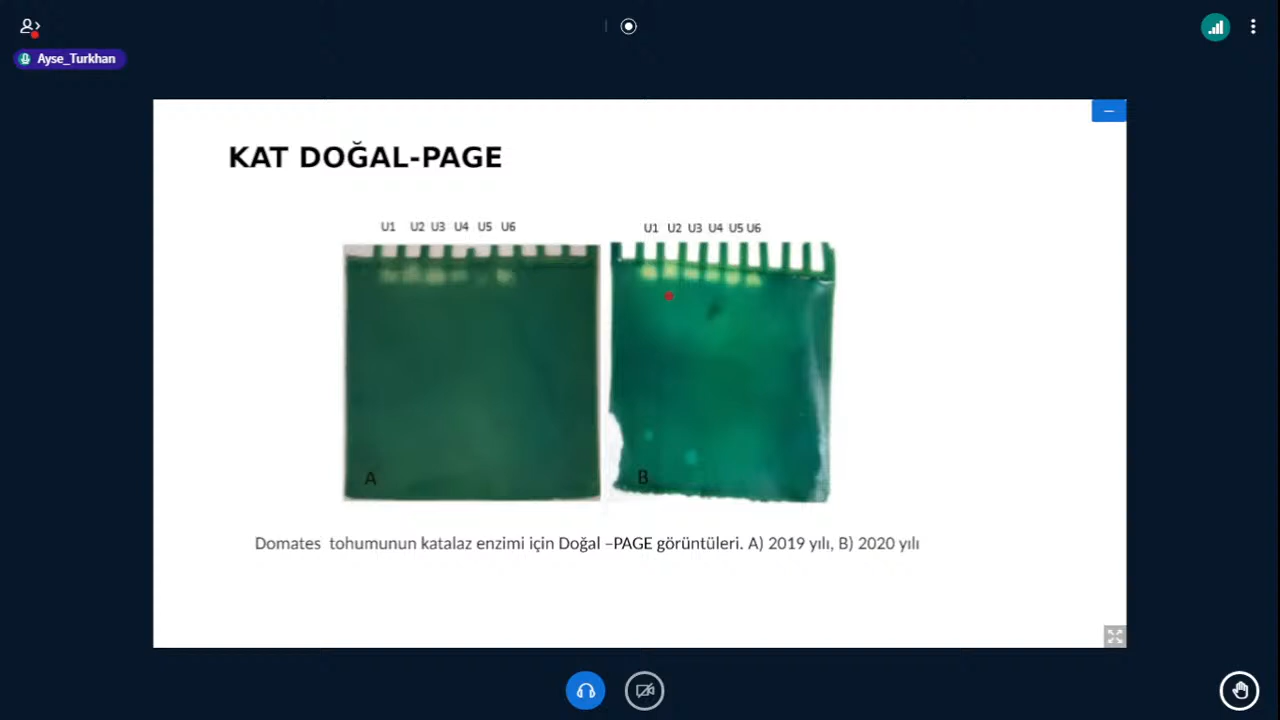 Ayse_Turkhan
KAT DOĞAL-PAGE
U1 U2 U3 U4 U5 U6
U1 U2 U3 U4 U5 U6
A
B
Domates tohumunun katalaz enzimi için Doğal –PAGE görüntüleri. A) 2019 yılı, B) 2020 yılı